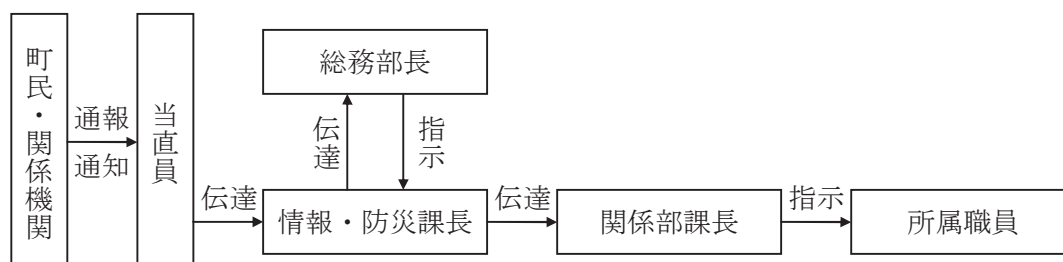 町民・関係機関
通報
通知
当直員
伝達
総務部長
伝達
指示
情報・防災課長
伝達
関係部課長
指示
所属職員